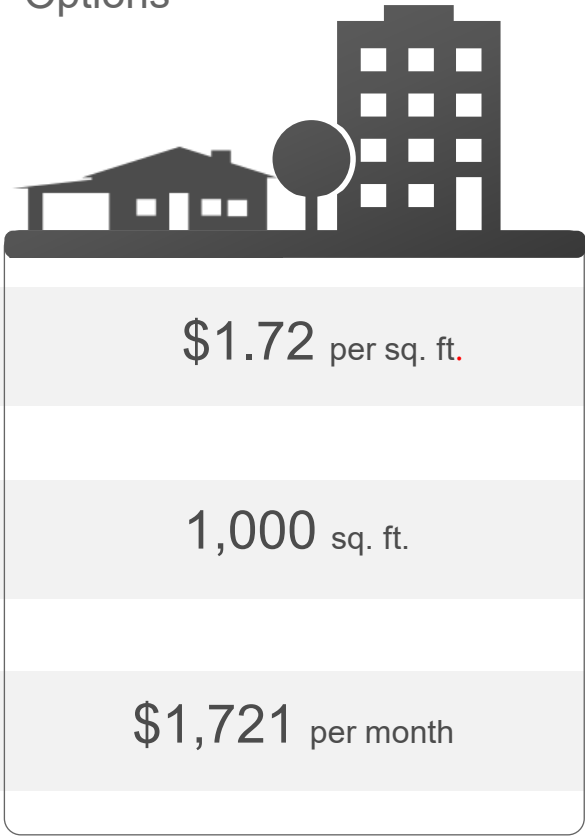 Options
$1.72 per sq. ft.
1,000 sq. ft.
$1,721 per month